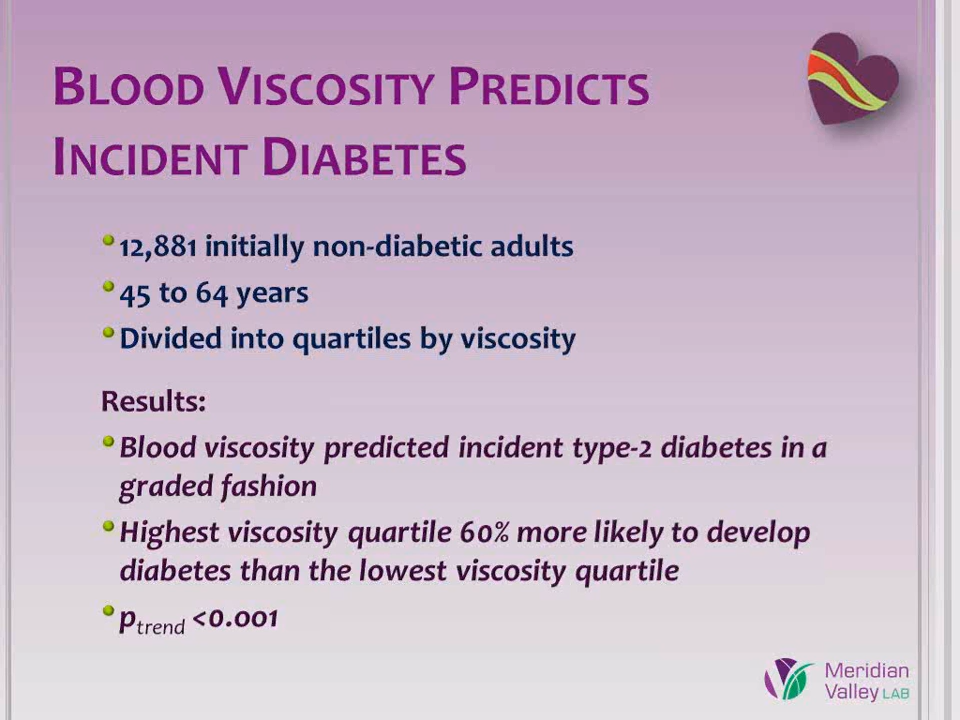 BLOOD VISCOSITY PREDICTS
INCIDENT DIABETES
12,881 initially non-diabetic adults
45 to 64 years
Divided into quartiles by viscosity
Results:
Blood viscosity predicted incident type-2 diabetes in a
graded fashion
Highest viscosity quartile 60% more likely to develop
diabetes than the lowest viscosity quartile
ptrend <0.001
Meridian
Valley LAB